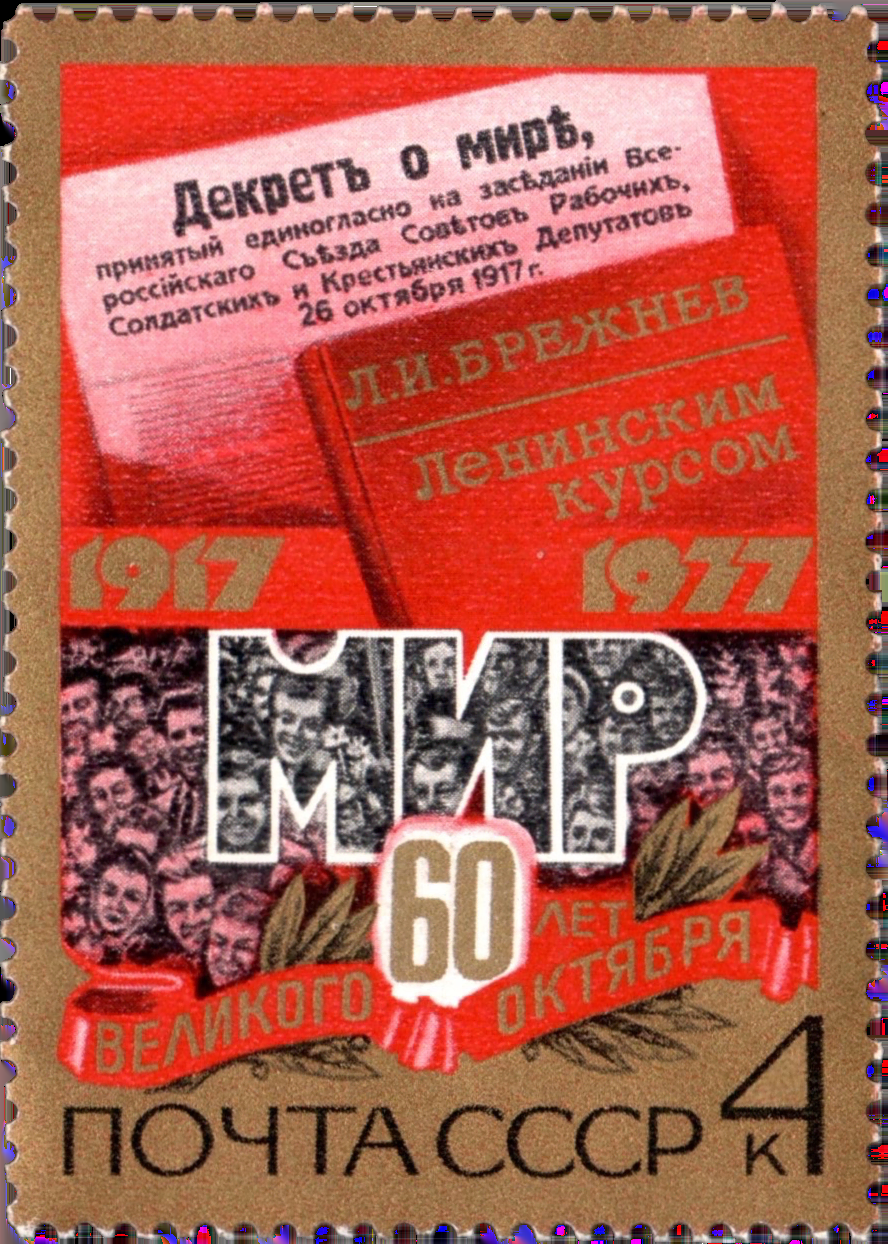 Декретъ о мирѣ,
принятый единогласно на засѣданіи Все-
россійскаго Съѣзда Совѣтовъ Рабочихъ,
Солдатскихъ и Крестьянскихъ Депутатовъ
26 октября 1917 г.
Л.И.БРЕЖНЕВ
Ленинским
курсом
1917 1977
МИР
60 ЛЕТ
ВЕЛИКОГО ОКТЯБРЯ
ПОЧТА СССР 4к